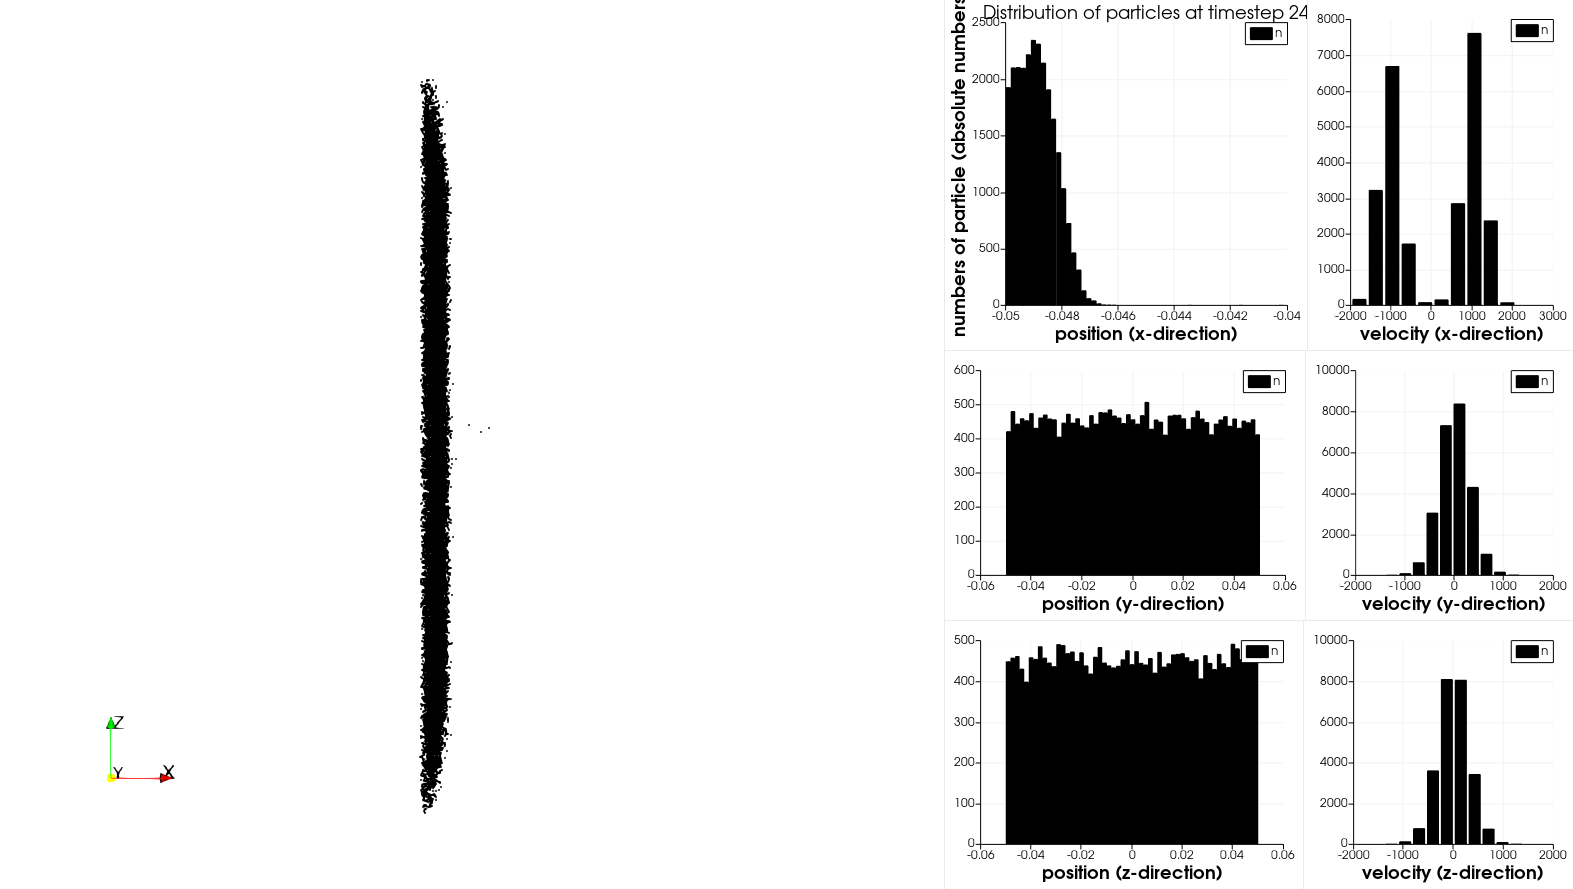 Distribution of particles at timestep 24
numbers of particle (absolute numbers
2500
2000
1500
1000
500
0
-0.05 -0.048 -0.046 -0.044 -0.042 -0.04
position (x-direction)
n
8000
7000
6000
5000
4000
3000
2000
1000
0
-2000 -1000 0 1000 2000 3000
velocity (x-direction)
n
600
500
400
300
200
100
0
-0.06 -0.04 -0.02 0 0.02 0.04 0.06
position (y-direction)
n
10000
8000
6000
4000
2000
0
-2000 -1000 0 1000 2000
velocity (y-direction)
n
500
400
300
200
100
0
-0.06 -0.04 -0.02 0 0.02 0.04 0.06
position (z-direction)
n
10000
8000
6000
4000
2000
0
-2000 -1000 0 1000 2000
velocity (z-direction)
n
Z
Y X